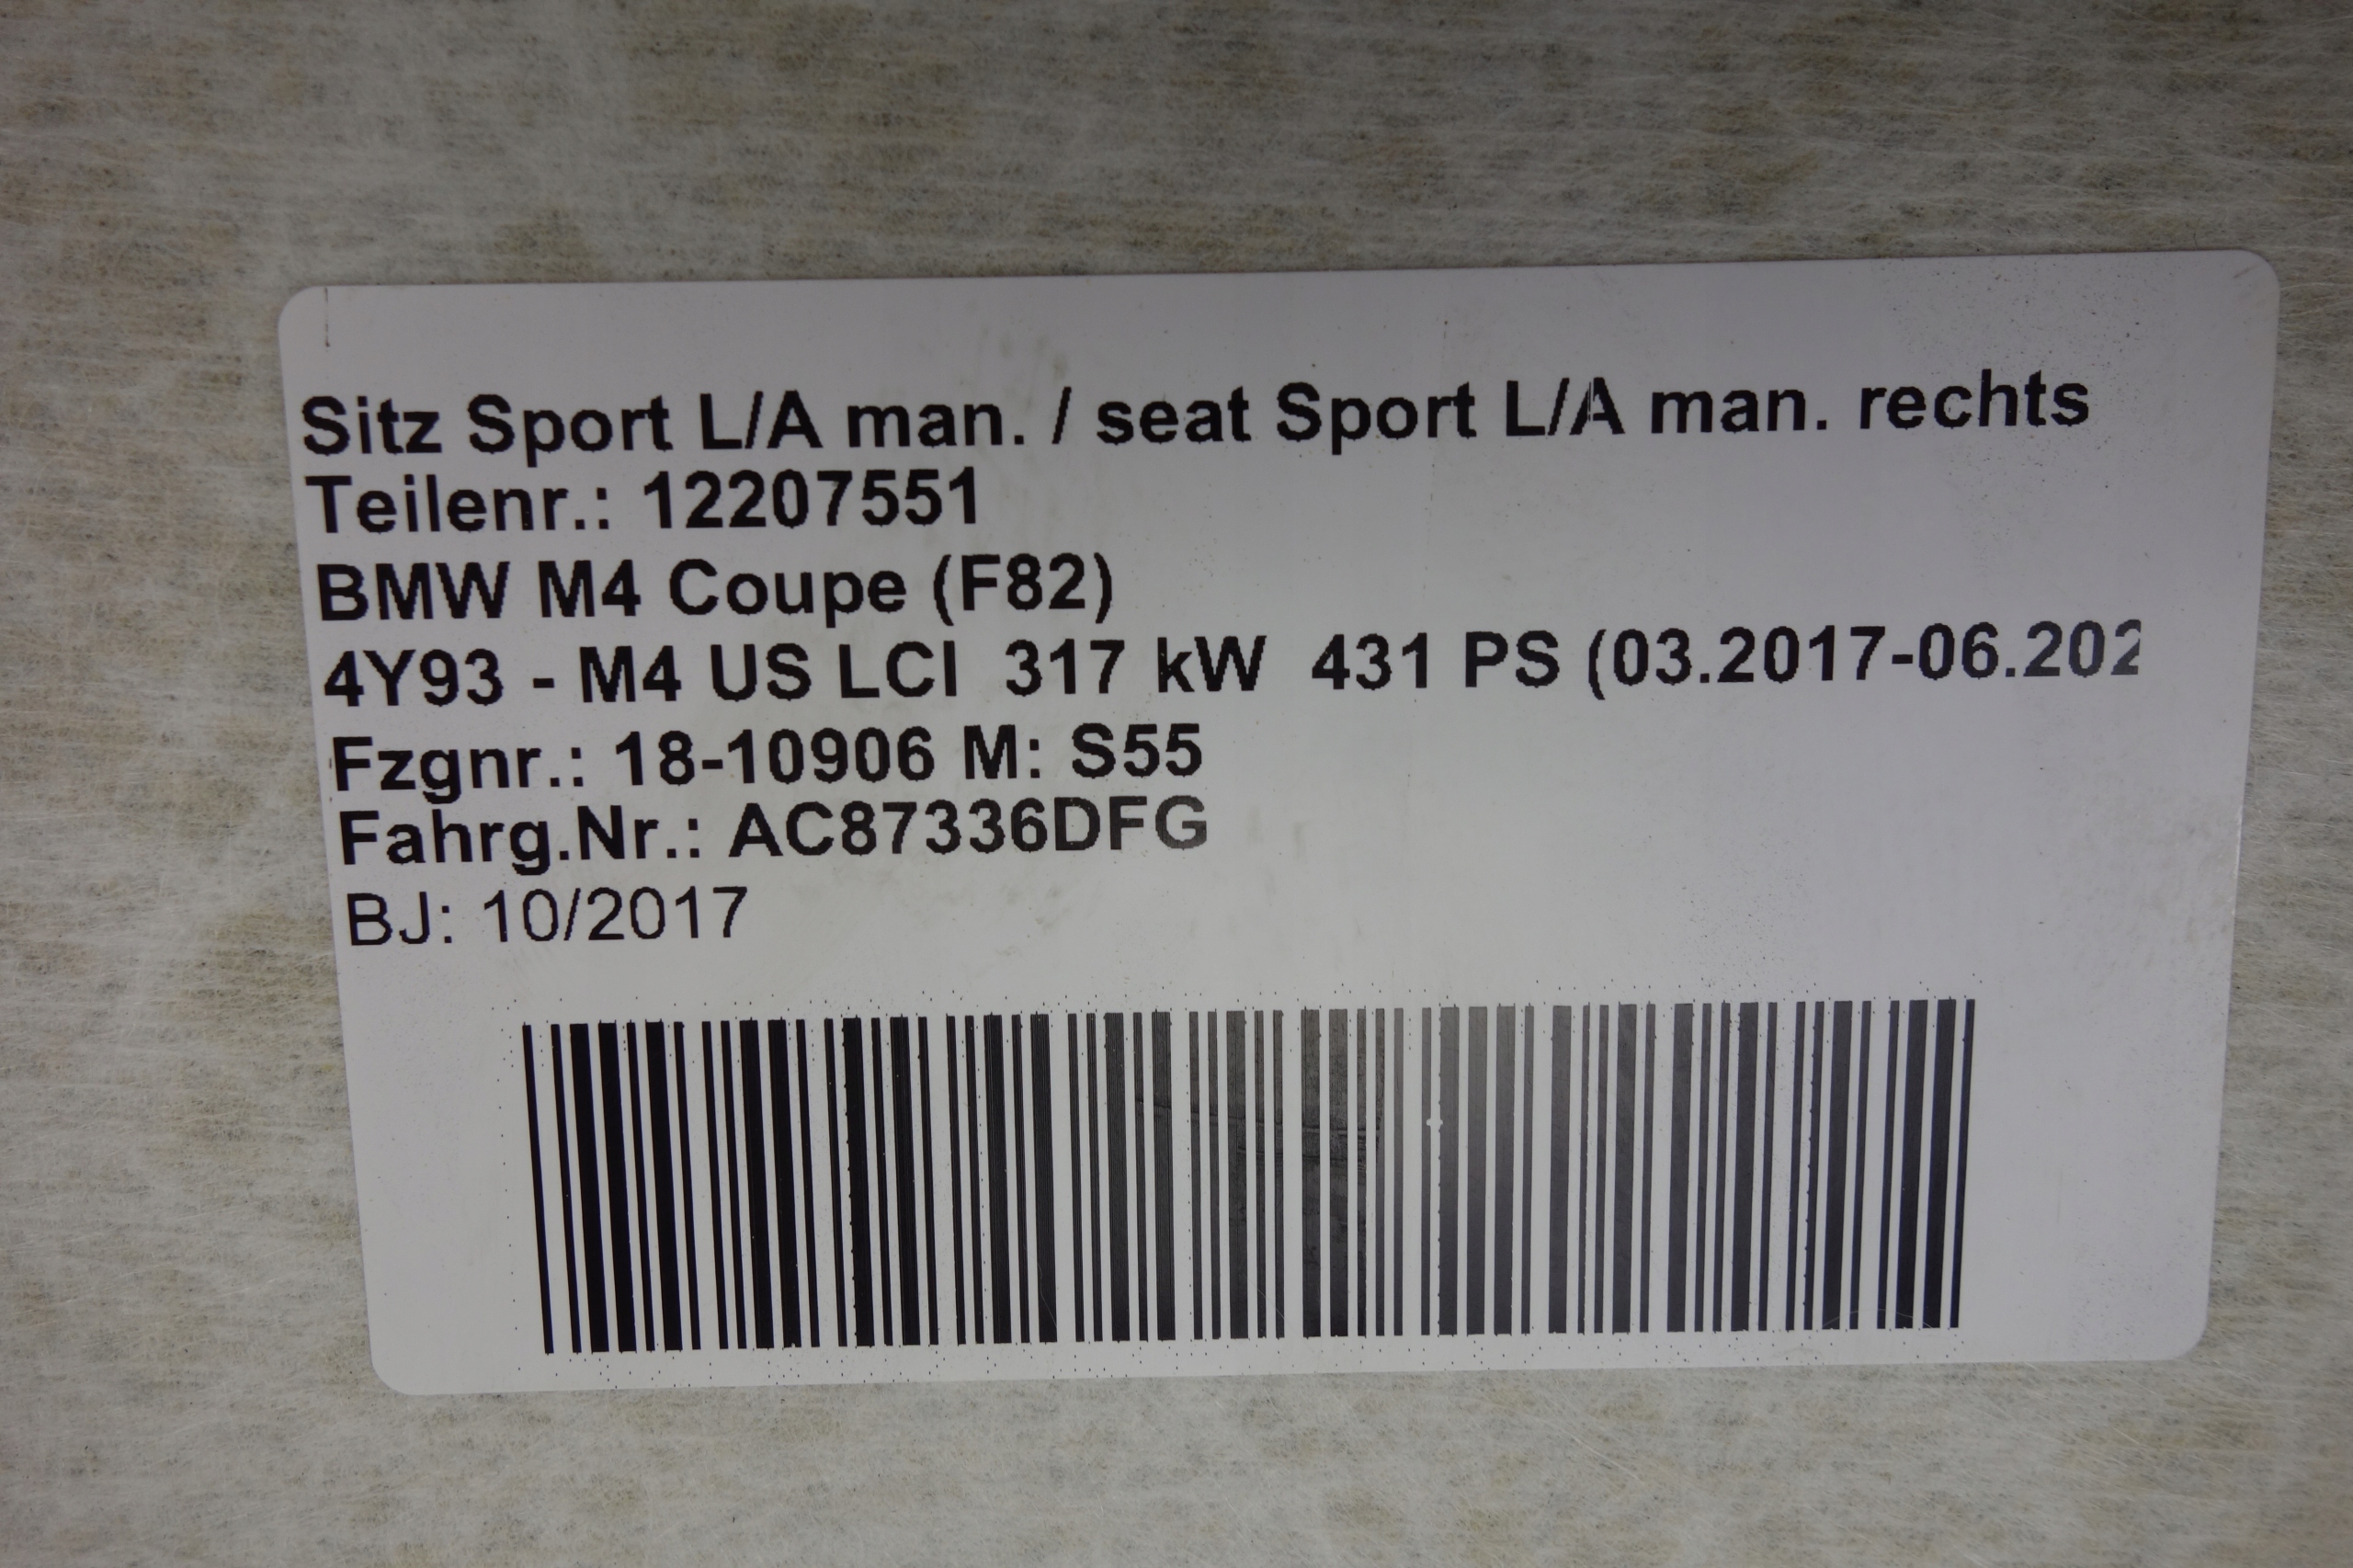 Sitz Sport L/A man. / seat Sport L/A man. rechts
Teilenr.: 12207551
BMW M4 Coupe (F82)
4Y93 - M4 US LCI 317 kW 431 PS (03.2017-06.202
Fzgnr.: 18-10906 M: S55
Fahrg.Nr.: AC87336DFG
BJ: 10/2017